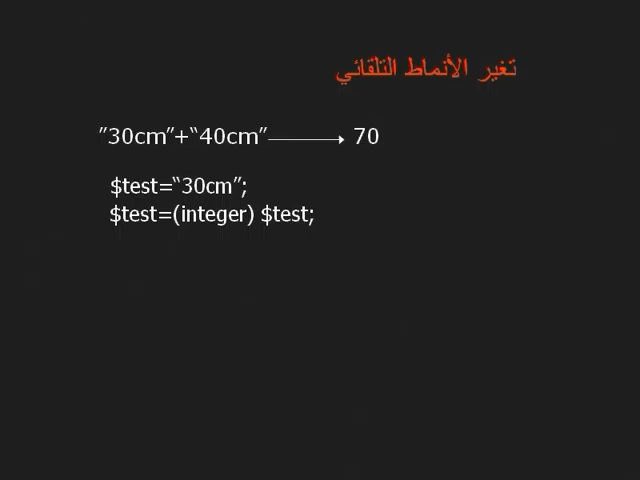 تغير الأنماط التلقائي
”30cm”+“40cm” → 70
$test=“30cm”;
$test=(integer) $test;